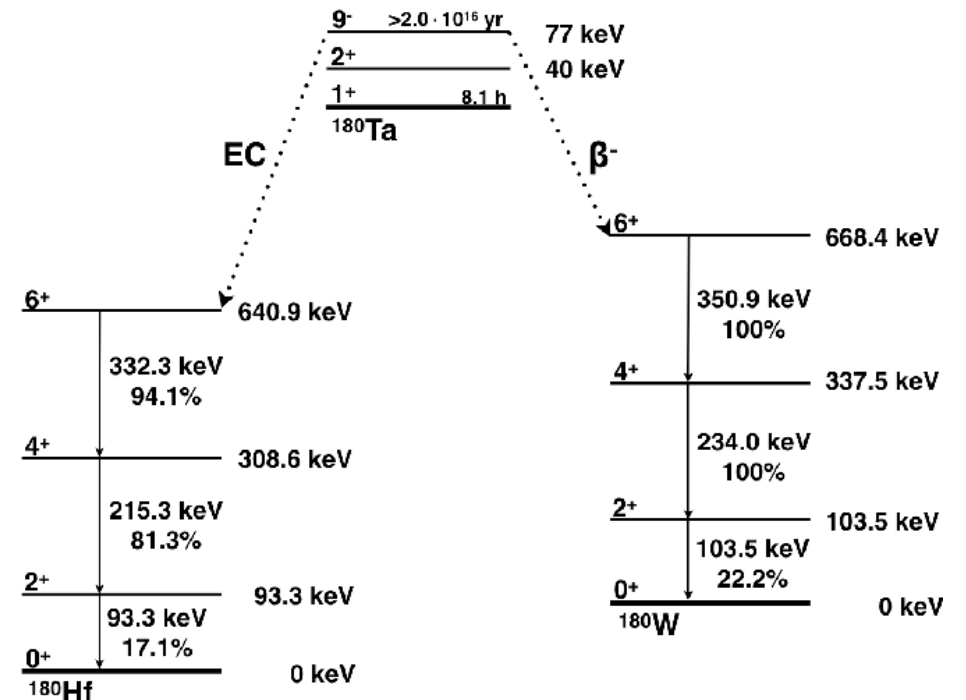 9⁻ >2.0 · 10¹⁶ yr 77 keV
2⁺ 40 keV
1⁺ 8.1 h
¹⁸⁰Ta
EC
β⁻
6⁺ 668.4 keV
350.9 keV
100%
4⁺ 337.5 keV
234.0 keV
100%
2⁺ 103.5 keV
103.5 keV
22.2%
0⁺ 0 keV
¹⁸⁰W
6⁺ 640.9 keV
332.3 keV
94.1%
4⁺ 308.6 keV
215.3 keV
81.3%
2⁺ 93.3 keV
93.3 keV
17.1%
0⁺ 0 keV
¹⁸⁰Hf